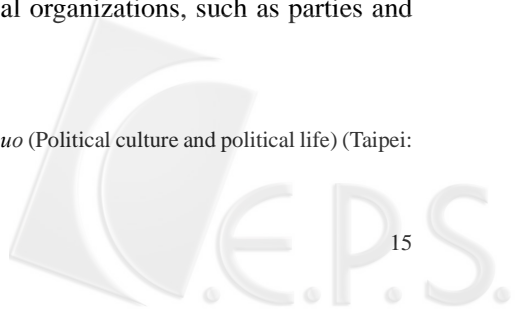 al organizations, such as parties and
uo (Political culture and political life) (Taipei:
15
C.E.P.S.